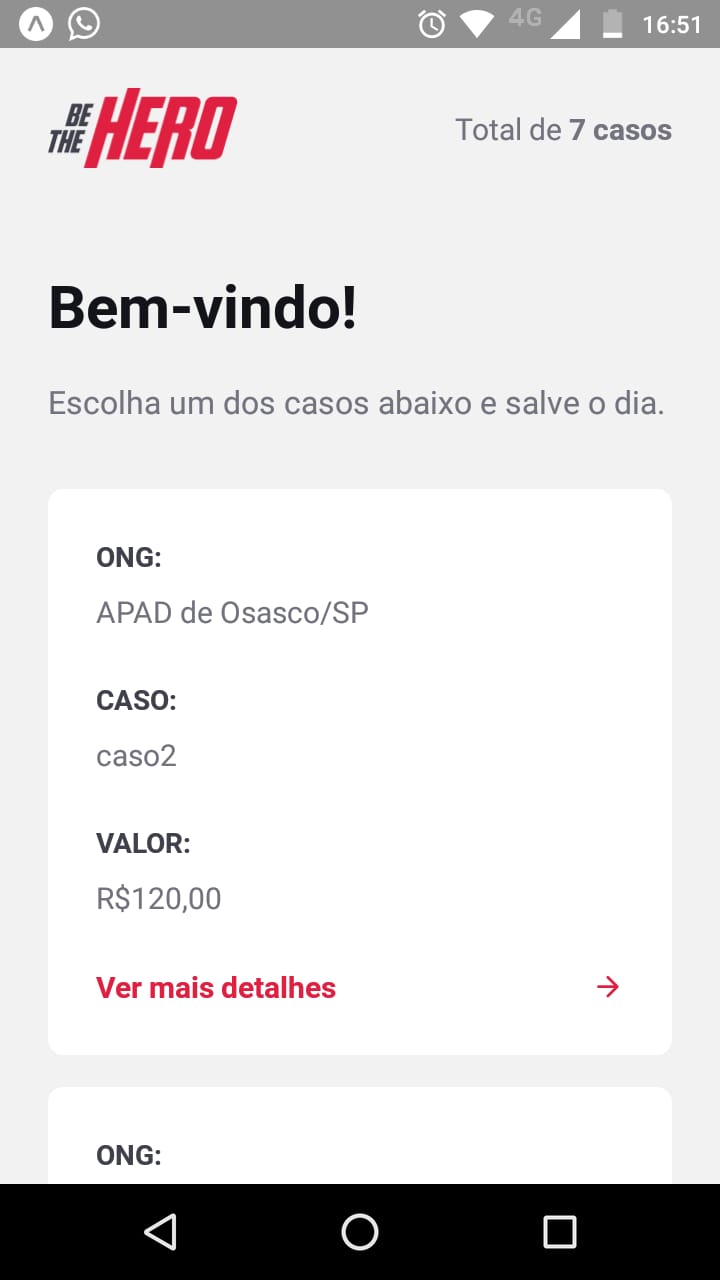 4G 16:51
BE THE HERO
Total de 7 casos
Bem-vindo!
Escolha um dos casos abaixo e salve o dia.
ONG:
APAD de Osasco/SP
CASO:
caso2
VALOR:
R$120,00
Ver mais detalhes
ONG: